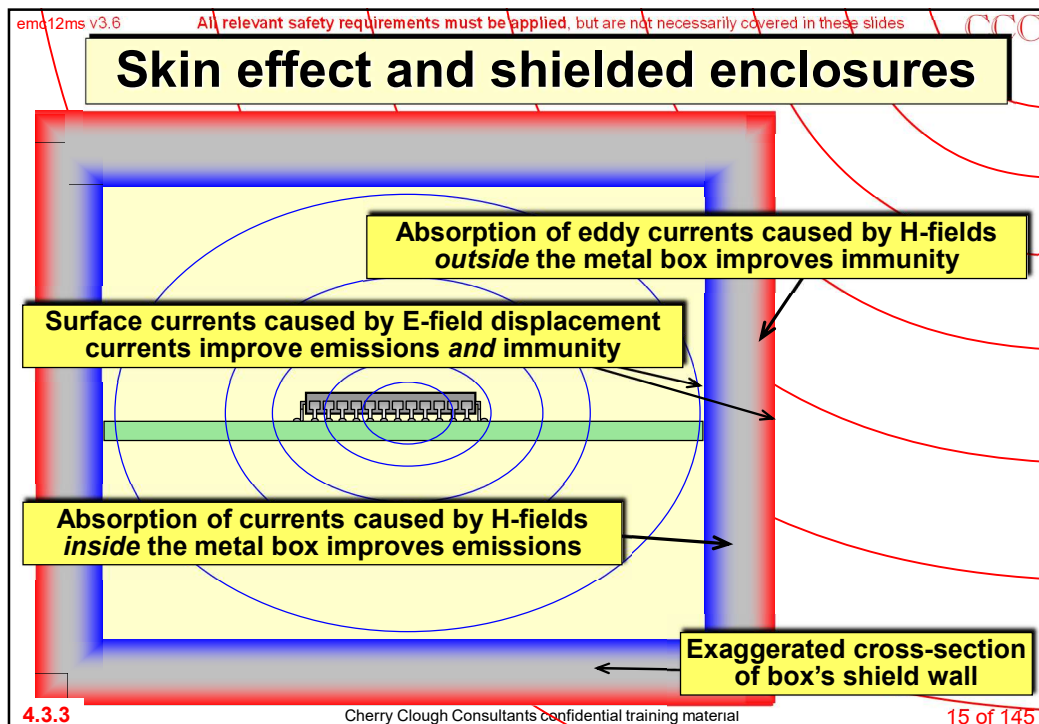 emc12ms v3.6
All relevant safety requirements must be applied, but are not necessarily covered in these slides
CCC
Skin effect and shielded enclosures
Absorption of eddy currents caused by H-fields
outside the metal box improves immunity
Surface currents caused by E-field displacement
currents improve emissions and immunity
Absorption of currents caused by H-fields
inside the metal box improves emissions
Exaggerated cross-section
of box's shield wall
4.3.3
Cherry Clough Consultants confidential training material
15 of 145